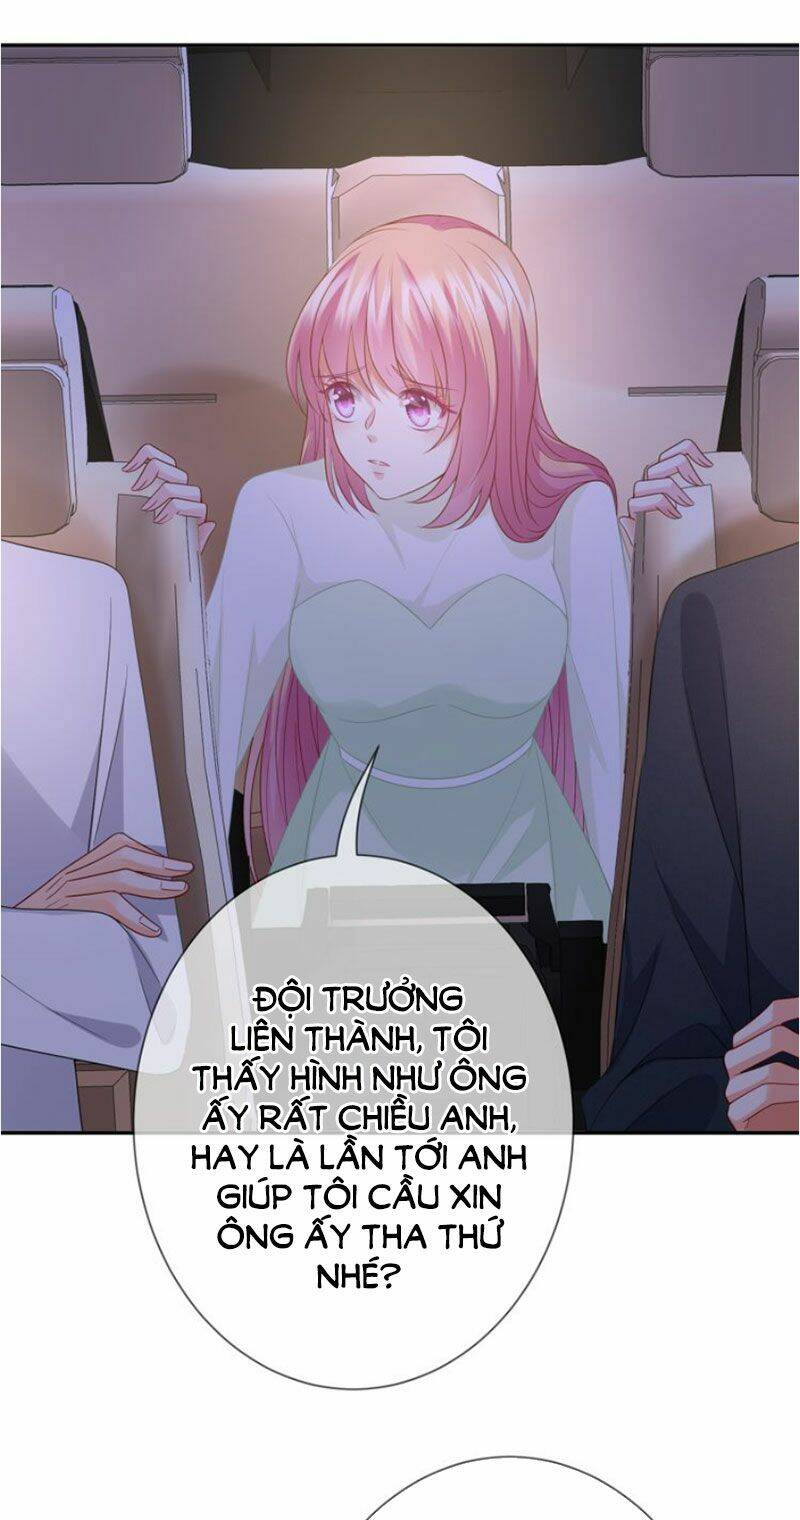 ĐỘI TRƯỞNG
LIÊN THÀNH, TÔI
THẤY HÌNH NHƯ ÔNG
ẤY RẤT CHIỀU ANH,
HAY LÀ LẦN TỚI ANH
GIÚP TÔI CẦU XIN
ÔNG ẤY THA THỨ
NHÉ?